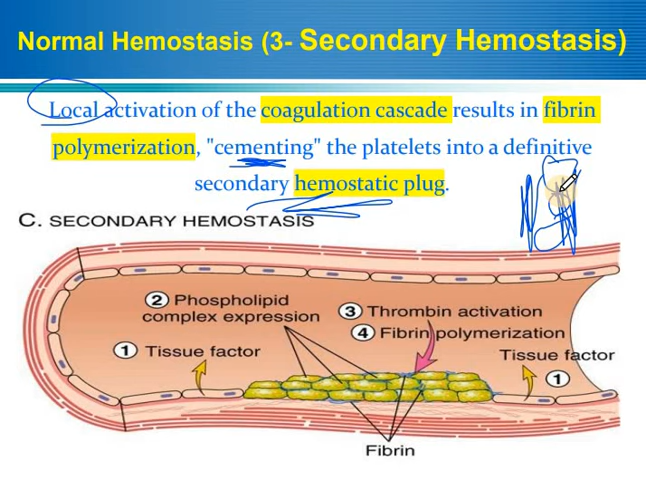 Normal Hemostasis (3- Secondary Hemostasis)
Local activation of the coagulation cascade results in fibrin
polymerization, "cementing" the platelets into a definitive
secondary hemostatic plug.
C. SECONDARY HEMOSTASIS
2 Phospholipid
complex expression
3 Thrombin activation
4 Fibrin polymerization
1 Tissue factor
Tissue factor
1
Fibrin